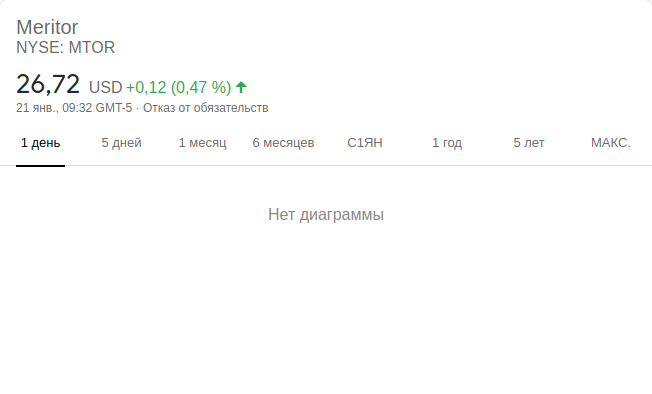 Meritor
NYSE: MTOR
26,72 USD +0,12 (0,47 %)
21 янв., 09:32 GMT-5 · Отказ от обязательств
1 день 5 дней 1 месяц 6 месяцев С1ЯН 1 год 5 лет МАКС.
Нет диаграммы